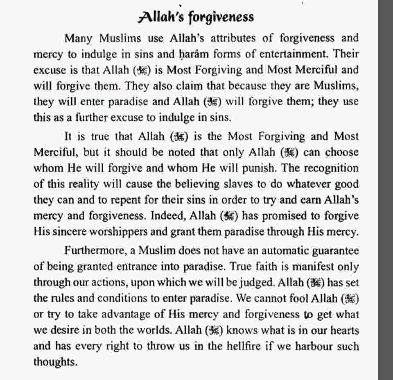 Allah's forgiveness
Many Muslims use Allah's attributes of forgiveness and
mercy to indulge in sins and harâm forms of entertainment. Their
excuse is that Allah (ﷻ) is Most Forgiving and Most Merciful and
will forgive them. They also claim that because they are Muslims,
they will enter paradise and Allah (ﷻ) will forgive them; they use
this as a further excuse to indulge in sins.
It is true that Allah (ﷻ) is the Most Forgiving and Most
Merciful, but it should be noted that only Allah (ﷻ) can choose
whom He will forgive and whom He will punish. The recognition
of this reality will cause the believing slaves to do whatever good
they can and to repent for their sins in order to try and earn Allah's
mercy and forgiveness. Indeed, Allah (ﷻ) has promised to forgive
His sincere worshippers and grant them paradise through His mercy.
Furthermore, a Muslim does not have an automatic guarantee
of being granted entrance into paradise. True faith is manifest only
through our actions, upon which we will be judged. Allah (ﷻ) has set
the rules and conditions to enter paradise. We cannot fool Allah (ﷻ)
or try to take advantage of His mercy and forgiveness to get what
we desire in both the worlds. Allah (ﷻ) knows what is in our hearts
and has every right to throw us in the hellfire if we harbour such
thoughts.